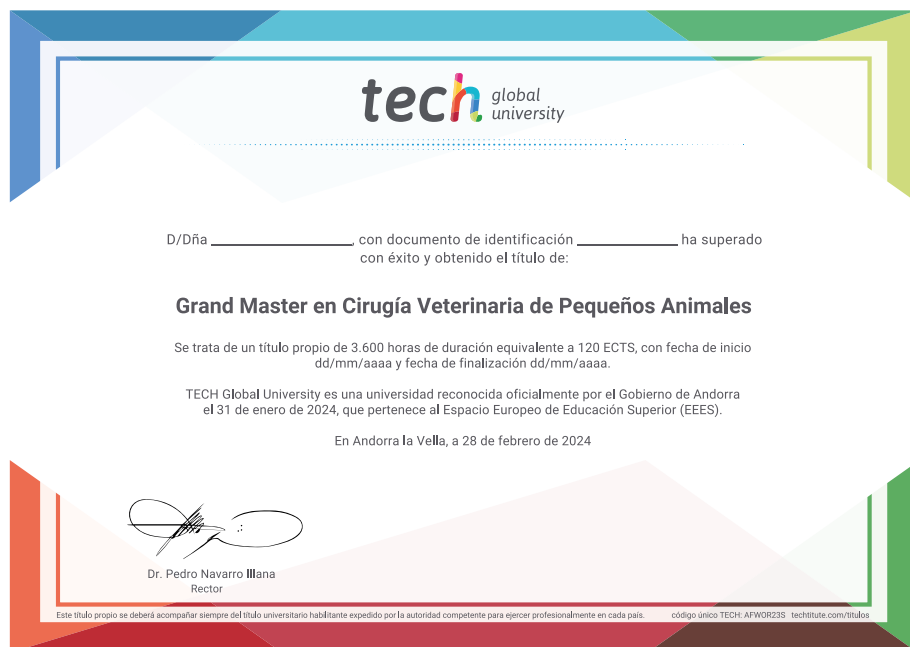 tech global university
D/Dña ____________________, con documento de identificación ______________ ha superado
con éxito y obtenido el título de:
Grand Master en Cirugía Veterinaria de Pequeños Animales
Se trata de un título propio de 3.600 horas de duración equivalente a 120 ECTS, con fecha de inicio
dd/mm/aaaa y fecha de finalización dd/mm/aaaa.
TECH Global University es una universidad reconocida oficialmente por el Gobierno de Andorra
el 31 de enero de 2024, que pertenece al Espacio Europeo de Educación Superior (EEES).
En Andorra la Vella, a 28 de febrero de 2024
Dr. Pedro Navarro Illana
Rector
Este título propio se deberá acompañar siempre del título universitario habilitante expedido por la autoridad competente para ejercer profesionalmente en cada país. código único TECH: AFWOR23S techtitute.com/titulos